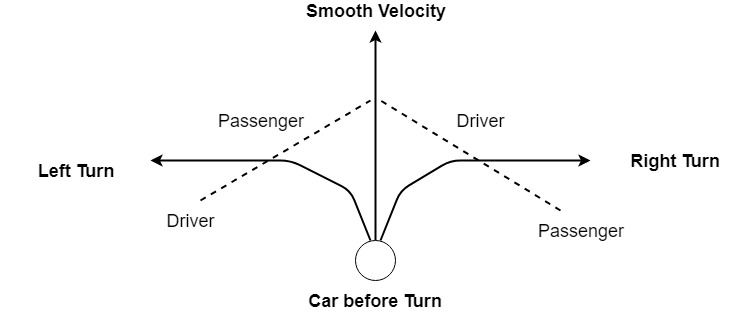 Smooth Velocity
Passenger
Driver
Left Turn
Right Turn
Driver
Passenger
Car before Turn